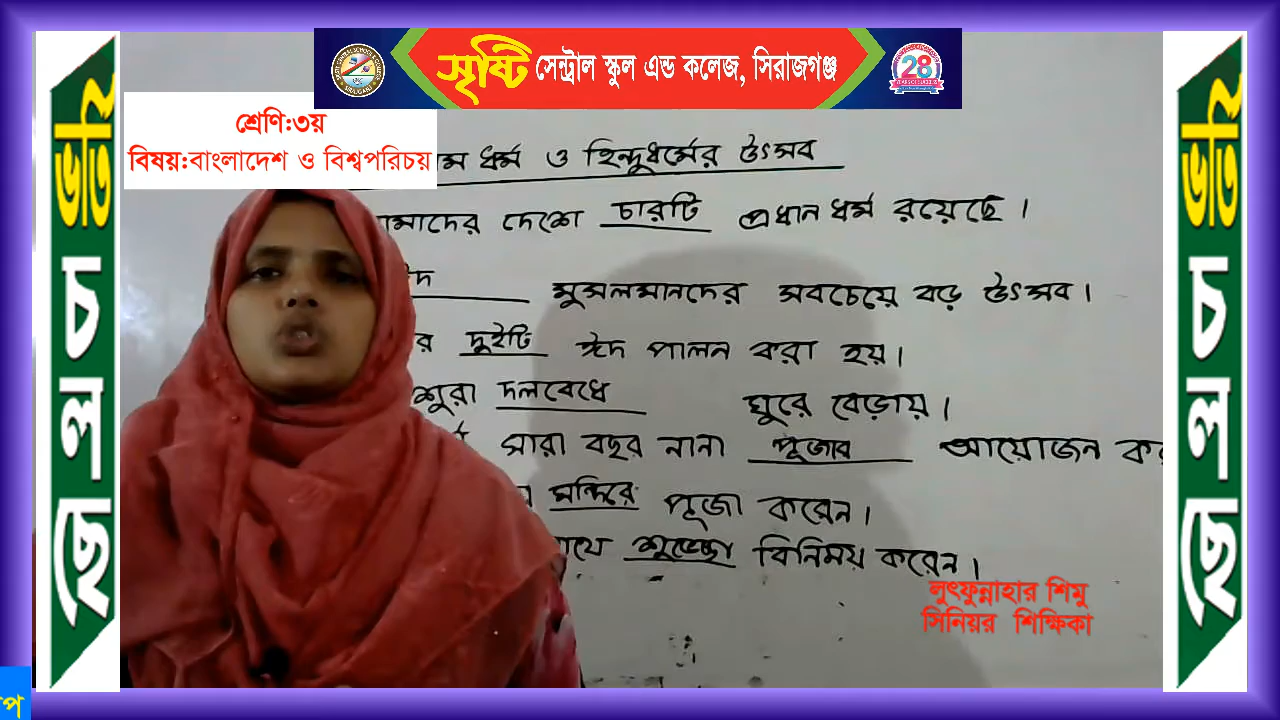 সৃষ্টি সেন্ট্রাল স্কুল এন্ড কলেজ, সিরাজগঞ্জ
28
শ্রেণি:৩য়
বিষয়:বাংলাদেশ ও বিশ্বপরিচয়
ধর্ম ও হিন্দুধর্মের উৎসব
দেশে চারটি প্রধান ধর্ম রয়েছে।
মুসলমানদের সবচেয়ে বড় উৎসব।
দুইটি ঈদ পালন করা হয়।
দলবেধে ঘুরে বেড়ায়।
সারা বছর নানা পূজার আয়োজন
মন্দিরে পূজা করেন।
শুভেচ্ছা বিনিময় করেন।
লুৎফুন্নাহার শিমু
সিনিয়র শিক্ষিকা
ভর্তি চলছে
ভর্তি চলছে